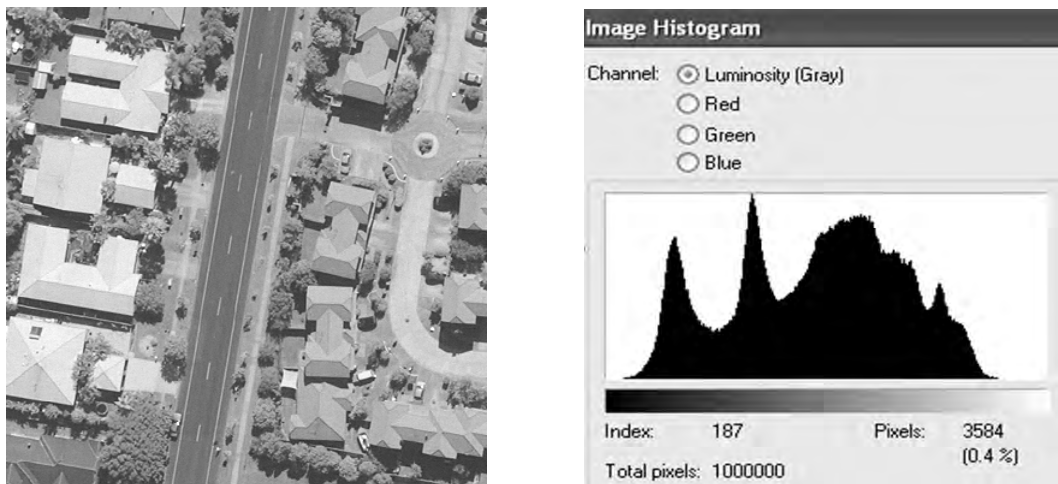 Image Histogram
Channel: Luminosity (Gray)
Red
Green
Blue
Index: 187 Pixels: 3584
(0.4 %)
Total pixels: 1000000